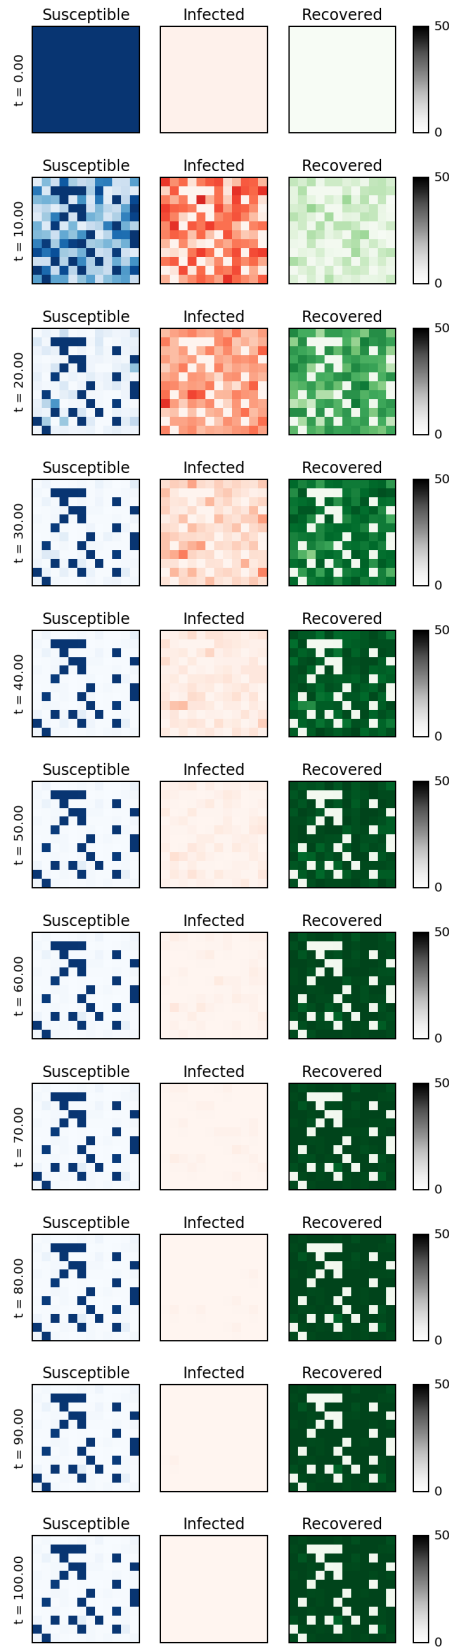 Susceptible Infected Recovered
t = 0.00 50 0
Susceptible Infected Recovered
t = 10.00 50 0
Susceptible Infected Recovered
t = 20.00 50 0
Susceptible Infected Recovered
t = 30.00 50 0
Susceptible Infected Recovered
t = 40.00 50 0
Susceptible Infected Recovered
t = 50.00 50 0
Susceptible Infected Recovered
t = 60.00 50 0
Susceptible Infected Recovered
t = 70.00 50 0
Susceptible Infected Recovered
t = 80.00 50 0
Susceptible Infected Recovered
t = 90.00 50 0
Susceptible Infected Recovered
t = 100.00 50 0